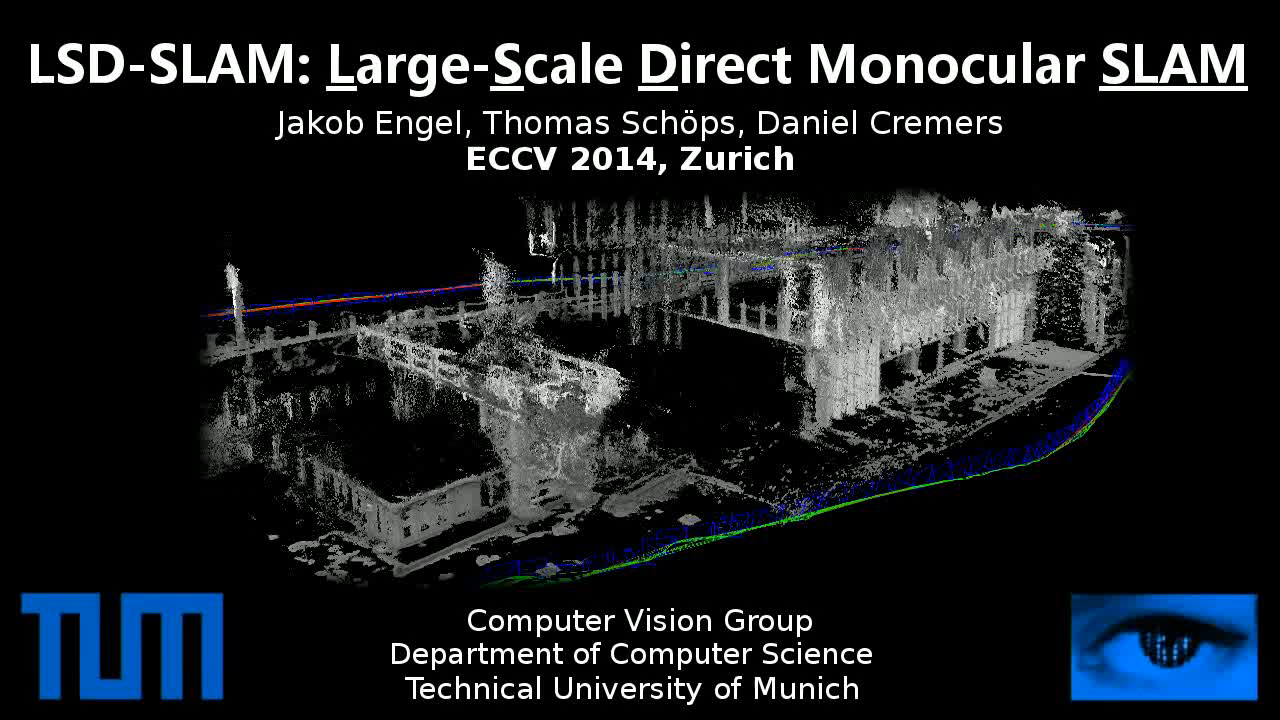 LSD-SLAM: Large-Scale Direct Monocular SLAM
Jakob Engel, Thomas Schöps, Daniel Cremers
ECCV 2014, Zurich
Computer Vision Group
Department of Computer Science
Technical University of Munich
TUM